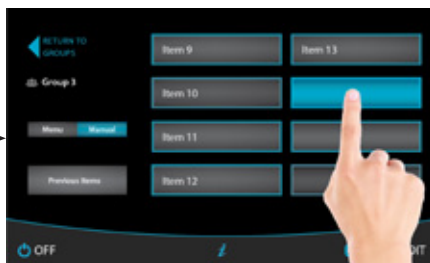 RETURN TO
GROUPS
Group 3
Menu Manual
Previous Items
Item 9
Item 10
Item 11
Item 12
Item 13
OFF
i